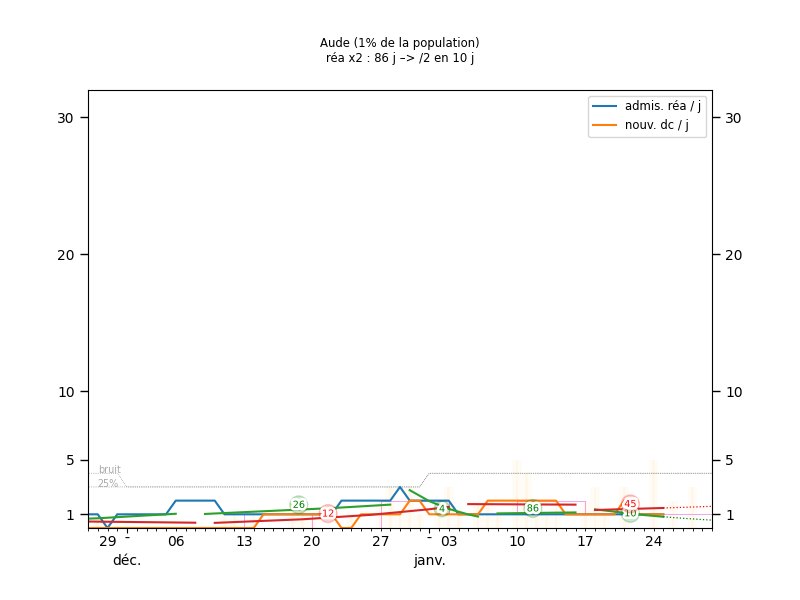 Aude (1% de la population)
réa x2 : 86 j –> /2 en 10 j
admis. réa / j
nouv. dc / j
30 30
20 20
10 10
5 5
bruit
25%
26 12 4 86 45 10
1 1
29 06 13 20 27 03 10 17 24
déc. janv.